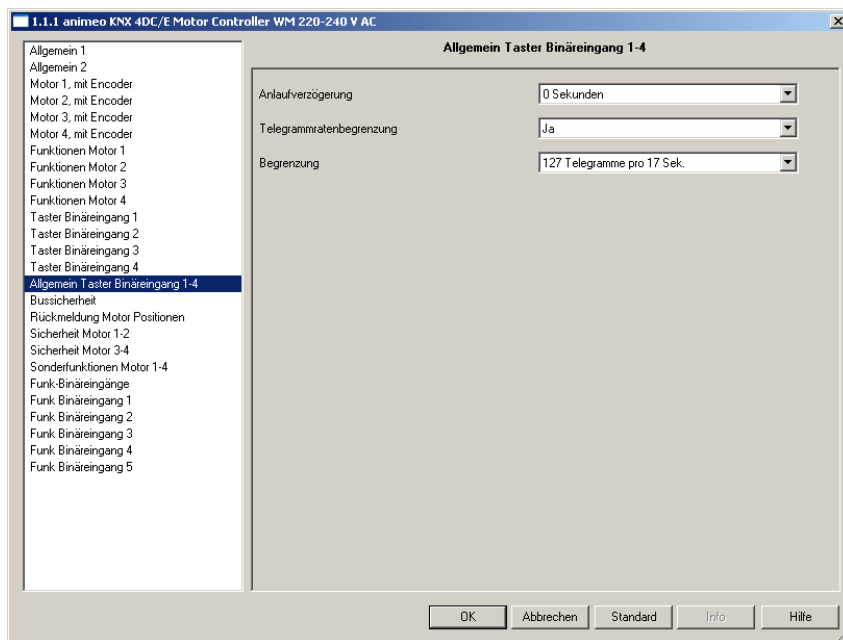 1.1.1 animeo KNX 4DC/E Motor Controller WM 220-240 V AC
Allgemein 1
Allgemein 2
Motor 1, mit Encoder
Motor 2, mit Encoder
Motor 3, mit Encoder
Motor 4, mit Encoder
Funktionen Motor 1
Funktionen Motor 2
Funktionen Motor 3
Funktionen Motor 4
Taster Binäreingang 1
Taster Binäreingang 2
Taster Binäreingang 3
Taster Binäreingang 4
Allgemein Taster Binäreingang 1-4
Bussicherheit
Rückmeldung Motor Positionen
Sicherheit Motor 1-2
Sicherheit Motor 3-4
Sonderfunktionen Motor 1-4
Funk-Binäreingänge
Funk Binäreingang 1
Funk Binäreingang 2
Funk Binäreingang 3
Funk Binäreingang 4
Funk Binäreingang 5
Allgemein Taster Binäreingang 1-4
Anlaufverzögerung 0 Sekunden
Telegrammratenbegrenzung Ja
Begrenzung 127 Telegramme pro 17 Sek.
OK Abbrechen Standard Info Hilfe